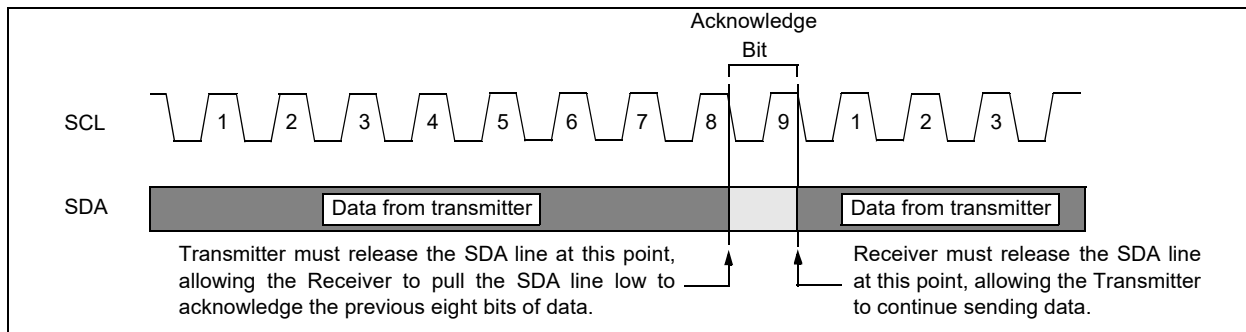 Acknowledge
Bit
SCL
1 2 3 4 5 6 7 8 9 1 2 3
SDA
Data from transmitter
Data from transmitter
Transmitter must release the SDA line at this point,
allowing the Receiver to pull the SDA line low to
acknowledge the previous eight bits of data.
Receiver must release the SDA line
at this point, allowing the Transmitter
to continue sending data.